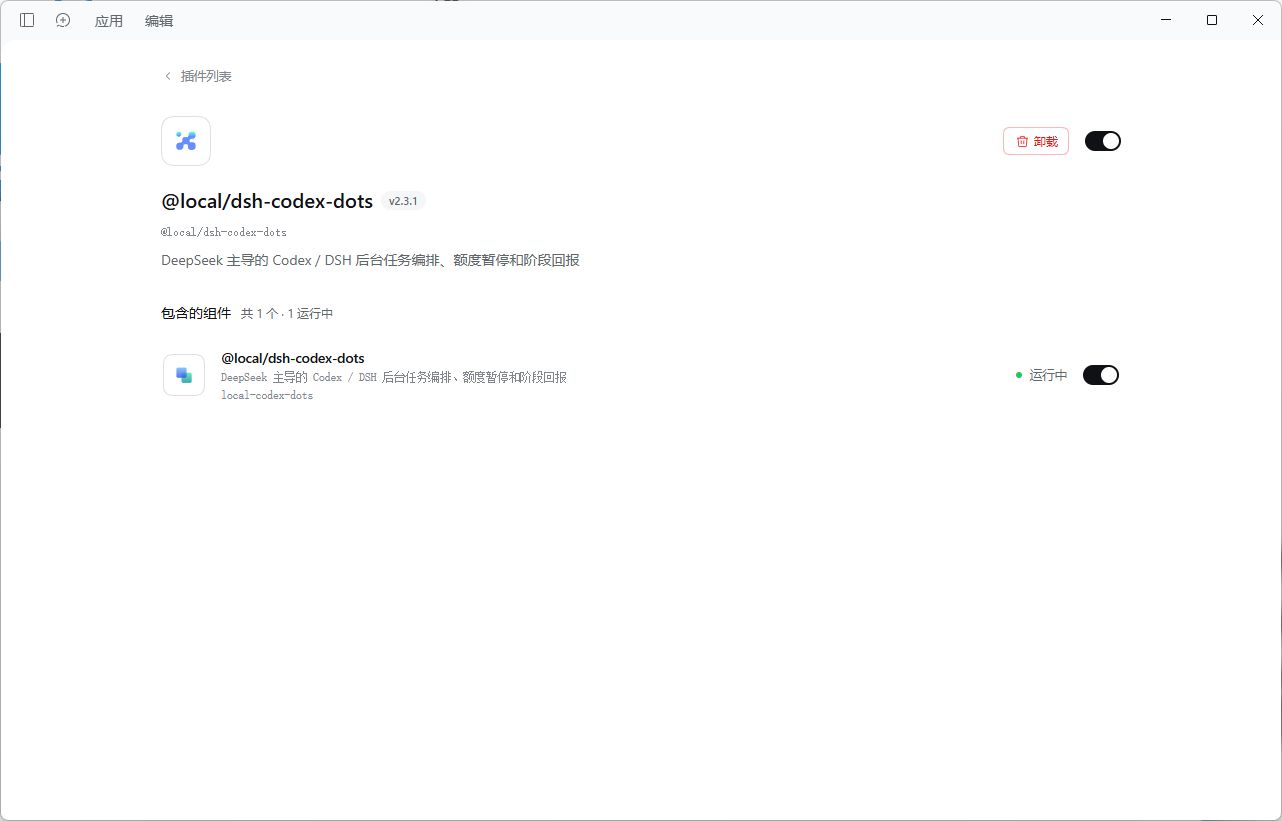 应用 编辑
插件列表
卸载
@local/dsh-codex-dots v2.3.1
@local/dsh-codex-dots
DeepSeek 主导的 Codex / DSH 后台任务编排、额度暂停和阶段回报
包含的组件 共 1 个 · 1 运行中
@local/dsh-codex-dots
DeepSeek 主导的 Codex / DSH 后台任务编排、额度暂停和阶段回报
local-codex-dots
运行中